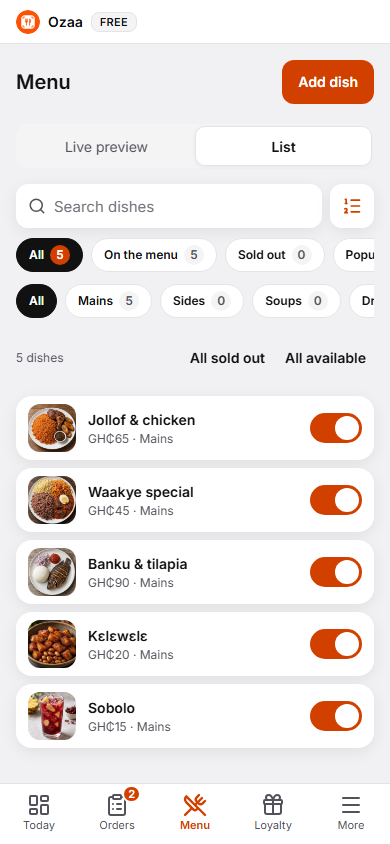 Ozaa FREE
Menu
Add dish
Live preview
List
Search dishes
All 5
On the menu 5
Sold out 0
Popu
All
Mains 5
Sides 0
Soups 0
Dr
5 dishes
All sold out
All available
Jollof & chicken
GH₵65 · Mains
Waakye special
GH₵45 · Mains
Banku & tilapia
GH₵90 · Mains
Kɛlɛwɛlɛ
GH₵20 · Mains
Sobolo
GH₵15 · Mains
2
Today
Orders
Menu
Loyalty
More